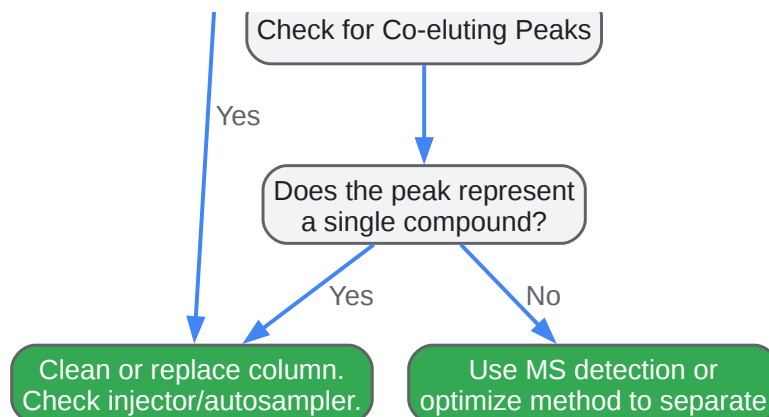 Check for Co-eluting Peaks
Yes
Does the peak represent
a single compound?
Yes
No
Clean or replace column.
Check injector/autosampler.
Use MS detection or
optimize method to separate